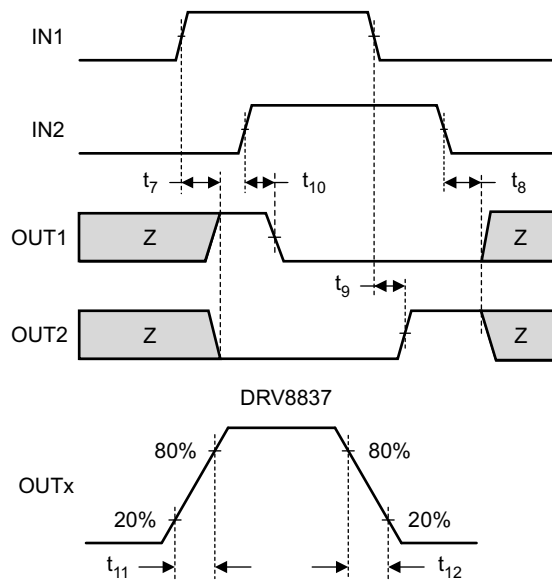 IN1
IN2
t7 t10 t8
OUT1 Z Z
t9
OUT2 Z Z
DRV8837
80% 80%
OUTx
20% 20%
t11 t12